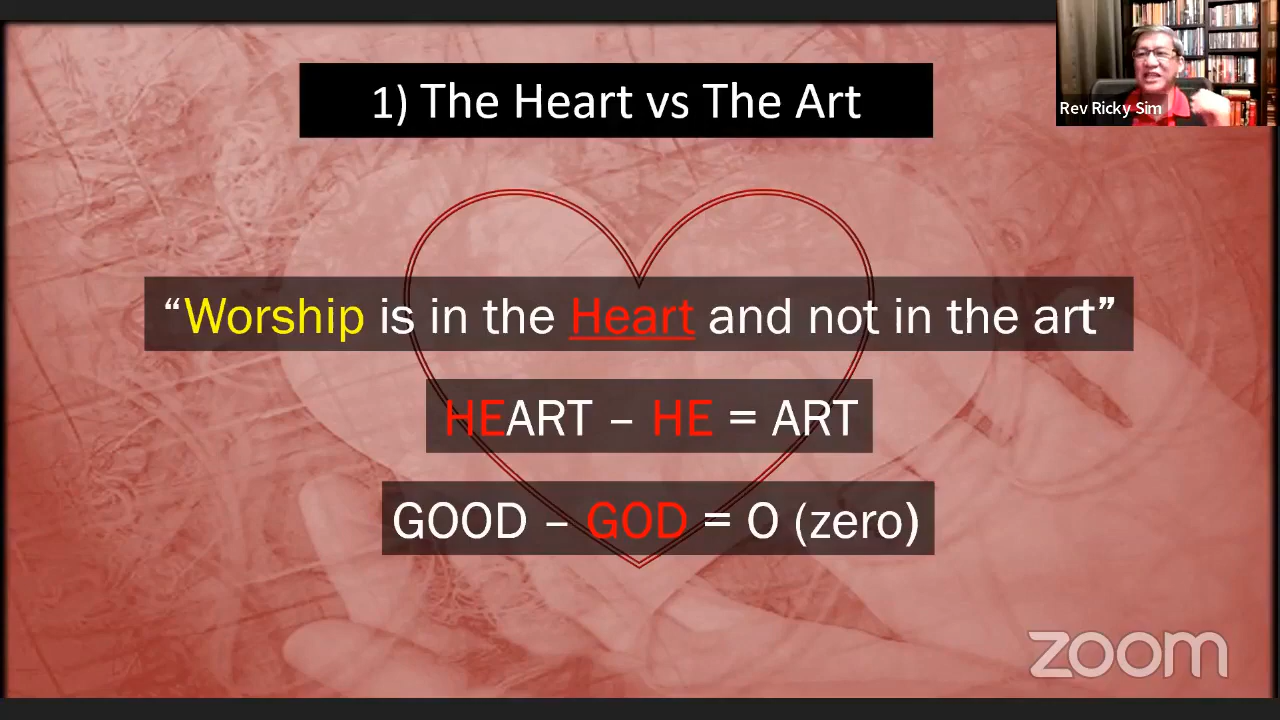 1) The Heart vs The Art
Rev Ricky Sim
“Worship is in the Heart and not in the art”
HEART – HE = ART
GOOD – GOD = O (zero)
zoom